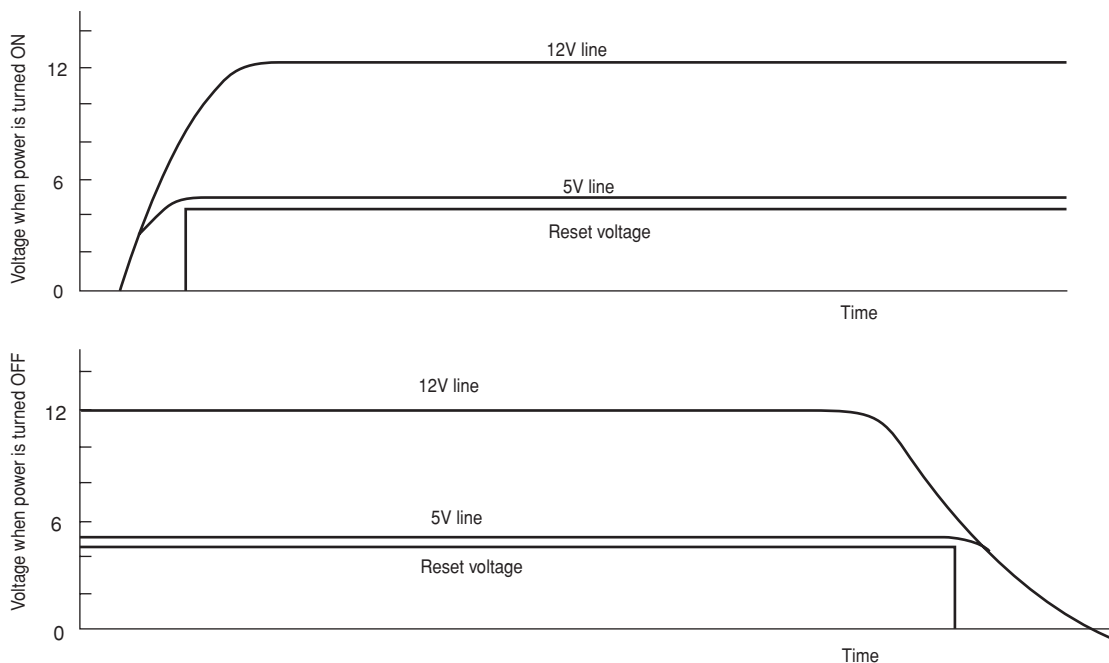 Voltage when power is turned ON
12V line
12
6
5V line
Reset voltage
0
Time
Voltage when power is turned OFF
12V line
12
5V line
6
Reset voltage
0
Time